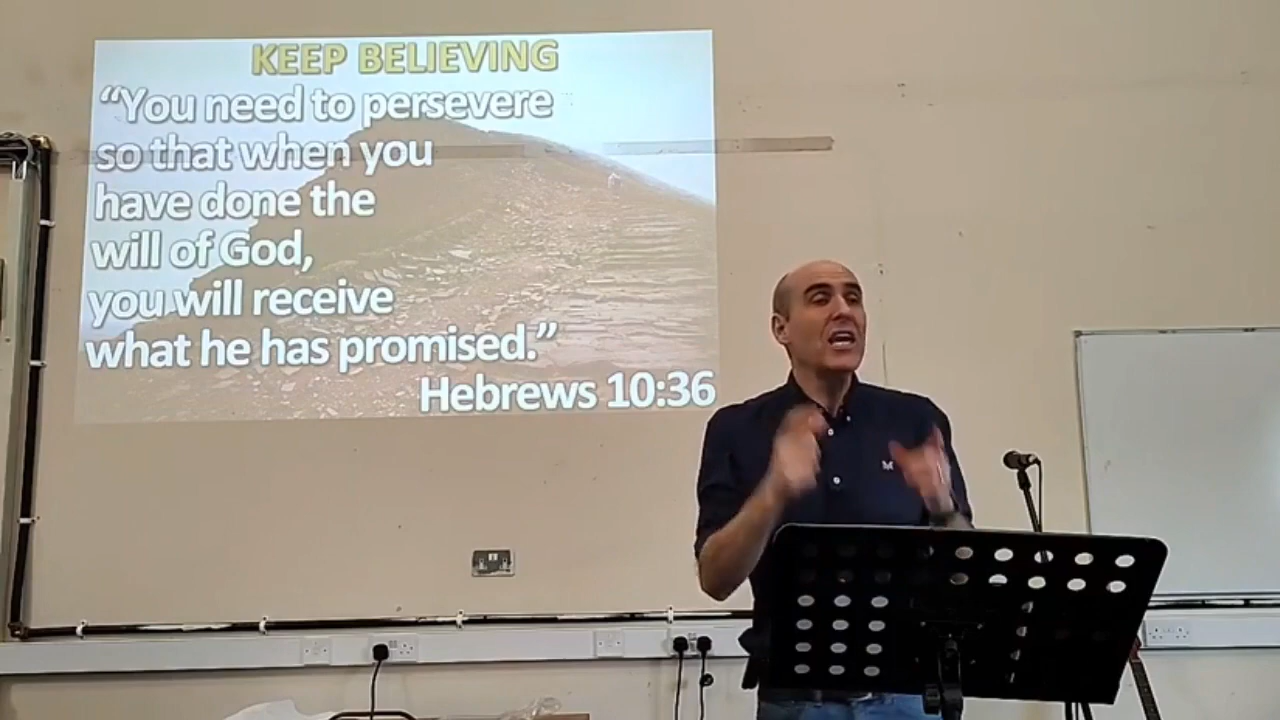 KEEP BELIEVING
“You need to persevere
so that when you
have done the
will of God,
you will receive
what he has promised.”
Hebrews 10:36